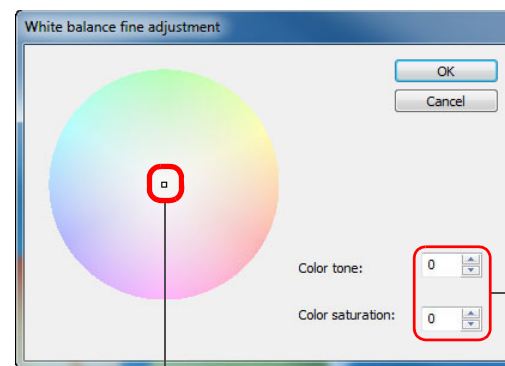 White balance fine adjustment
OK
Cancel
Color tone: 0
Color saturation: 0